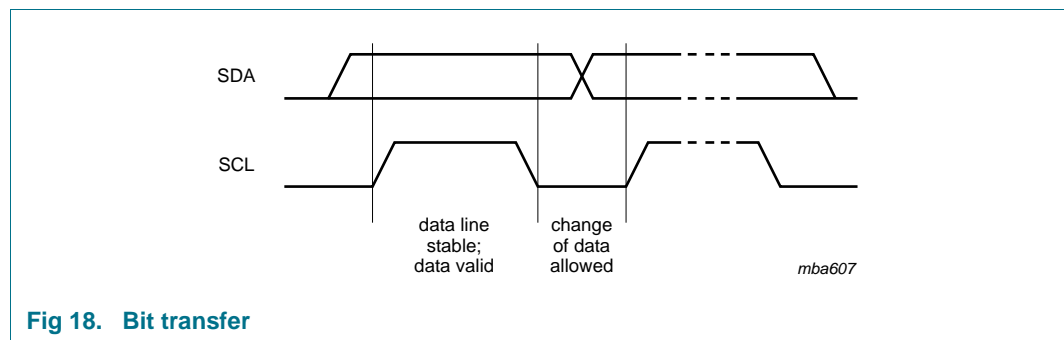 SDA
SCL
data line
stable;
data valid
change
of data
allowed
mba607
Fig 18. Bit transfer